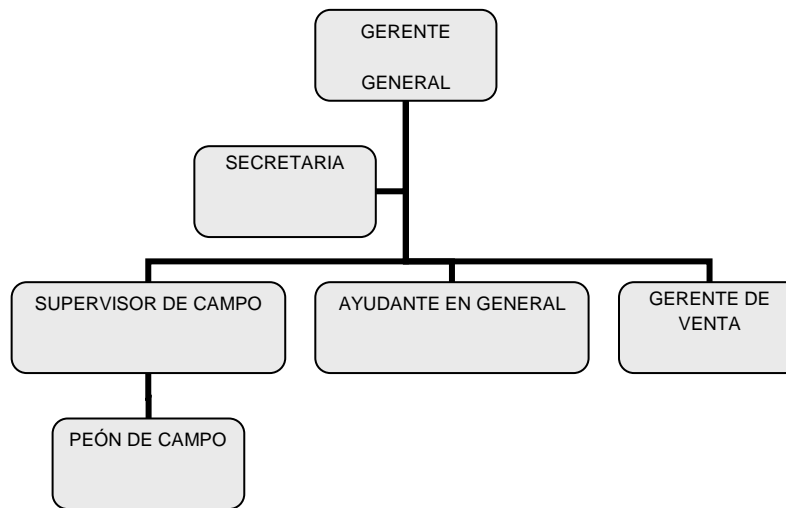 GERENTE
GENERAL
SECRETARIA
SUPERVISOR DE CAMPO
AYUDANTE EN GENERAL
GERENTE DE
VENTA
PEÓN DE CAMPO